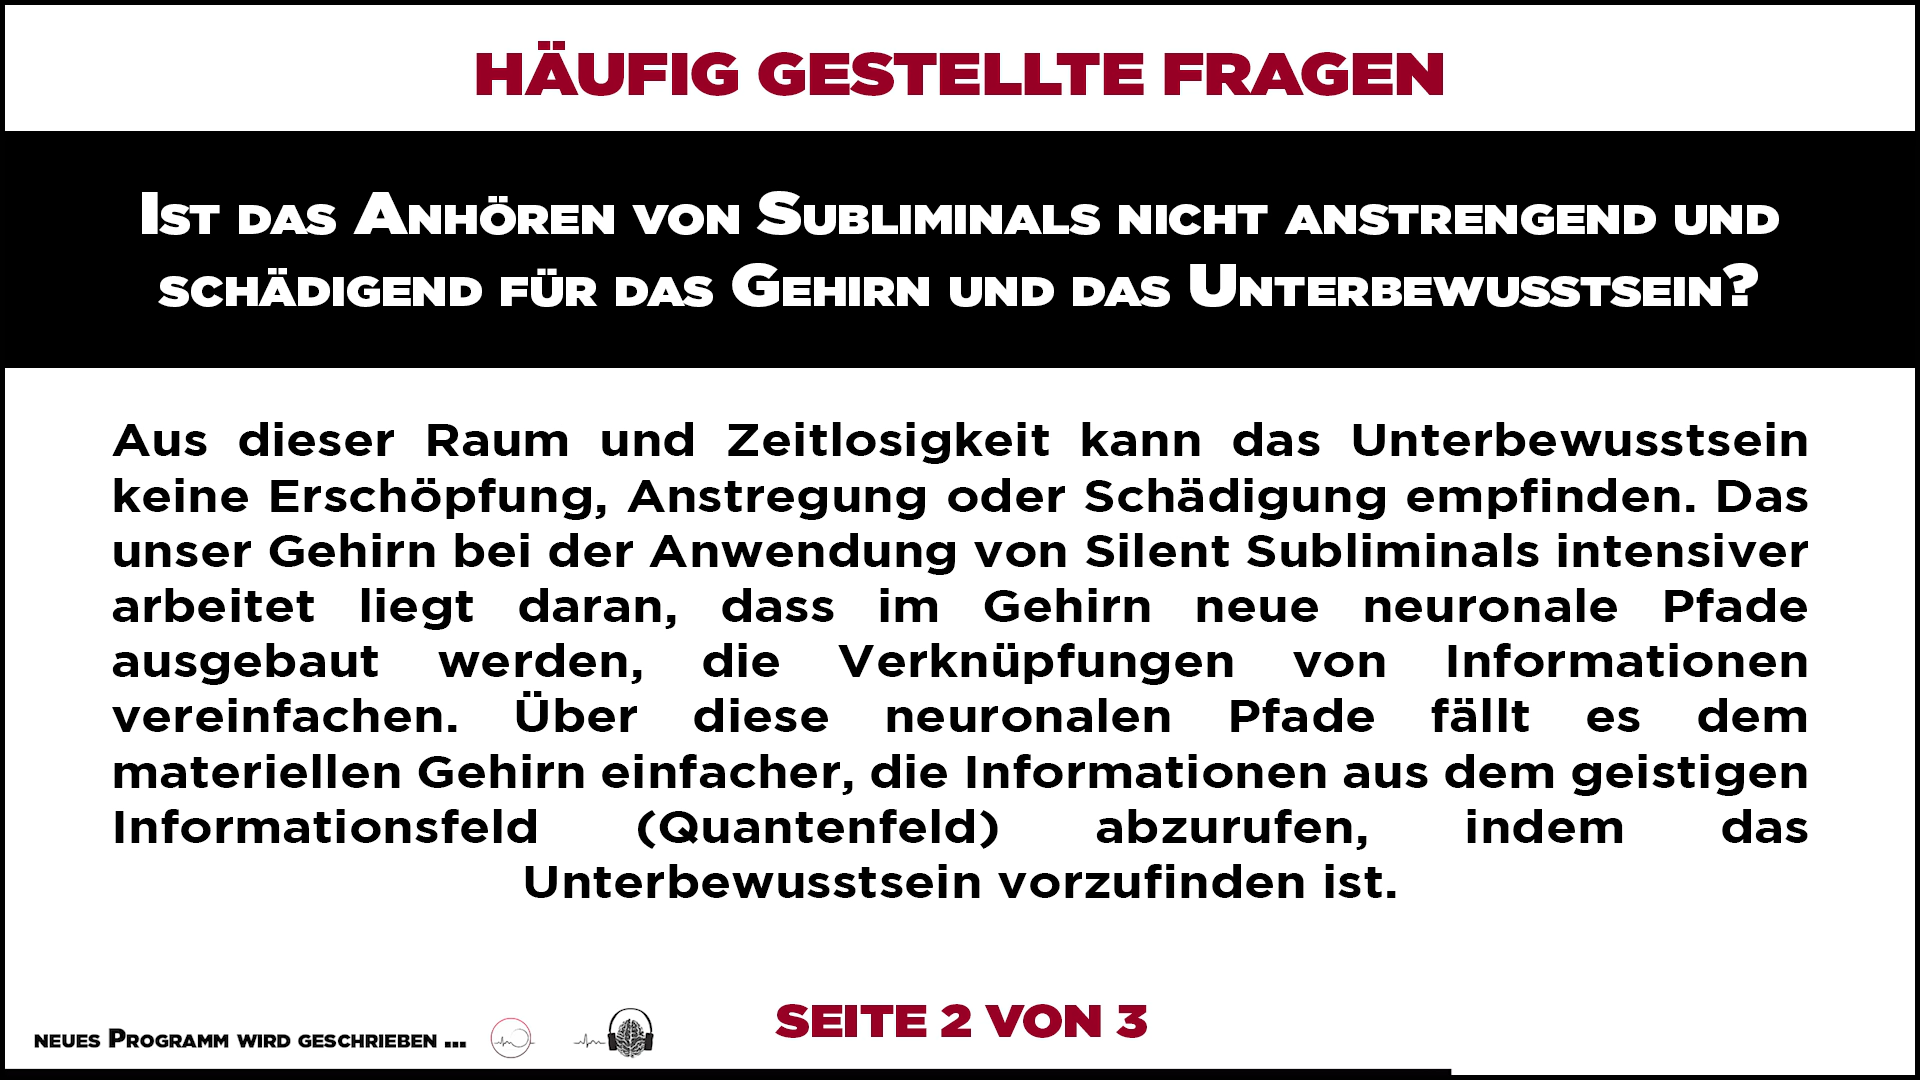 HÄUFIG GESTELLTE FRAGEN
Ist das Anhören von Subliminals nicht anstrengend und
schädigend für das Gehirn und das Unterbewusstsein?
Aus dieser Raum und Zeitlosigkeit kann das Unterbewusstsein
keine Erschöpfung, Anstregung oder Schädigung empfinden. Das
unser Gehirn bei der Anwendung von Silent Subliminals intensiver
arbeitet liegt daran, dass im Gehirn neue neuronale Pfade
ausgebaut werden, die Verknüpfungen von Informationen
vereinfachen. Über diese neuronalen Pfade fällt es dem
materiellen Gehirn einfacher, die Informationen aus dem geistigen
Informationsfeld (Quantenfeld) abzurufen, indem das
Unterbewusstsein vorzufinden ist.
SEITE 2 VON 3
neues Programm wird geschrieben ...